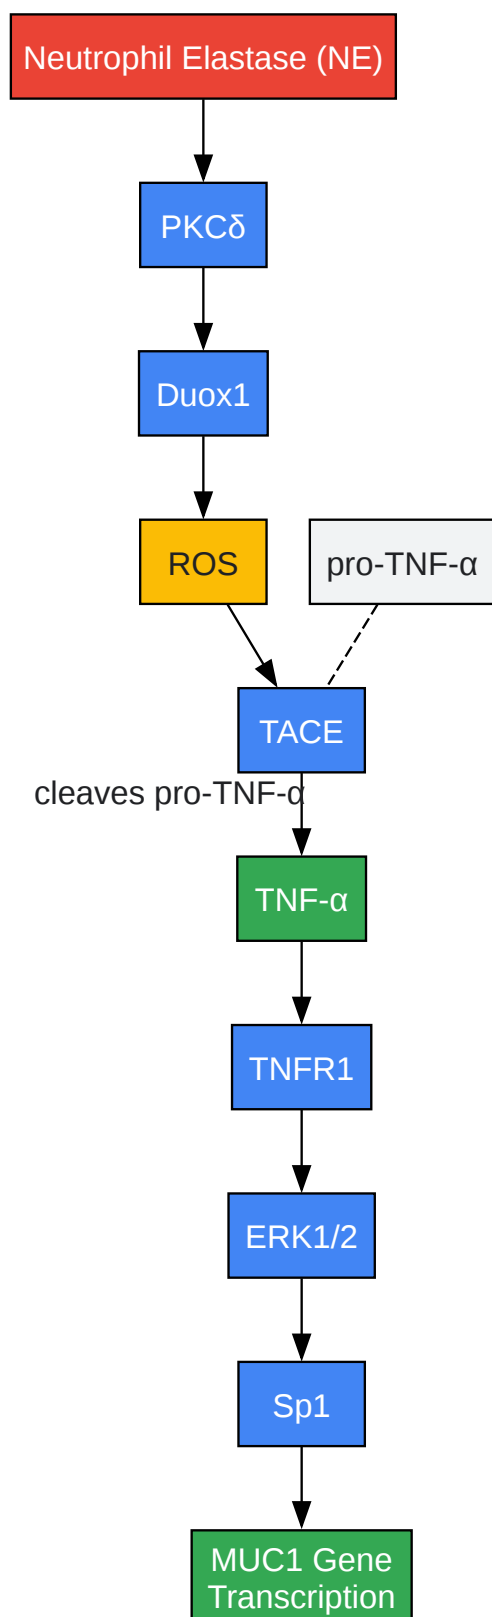 Neutrophil Elastase (NE)
PKCδ
Duox1
ROS
pro-TNF-α
TACE
cleaves pro-TNF-α
TNF-α
TNFR1
ERK1/2
Sp1
MUC1 Gene
Transcription